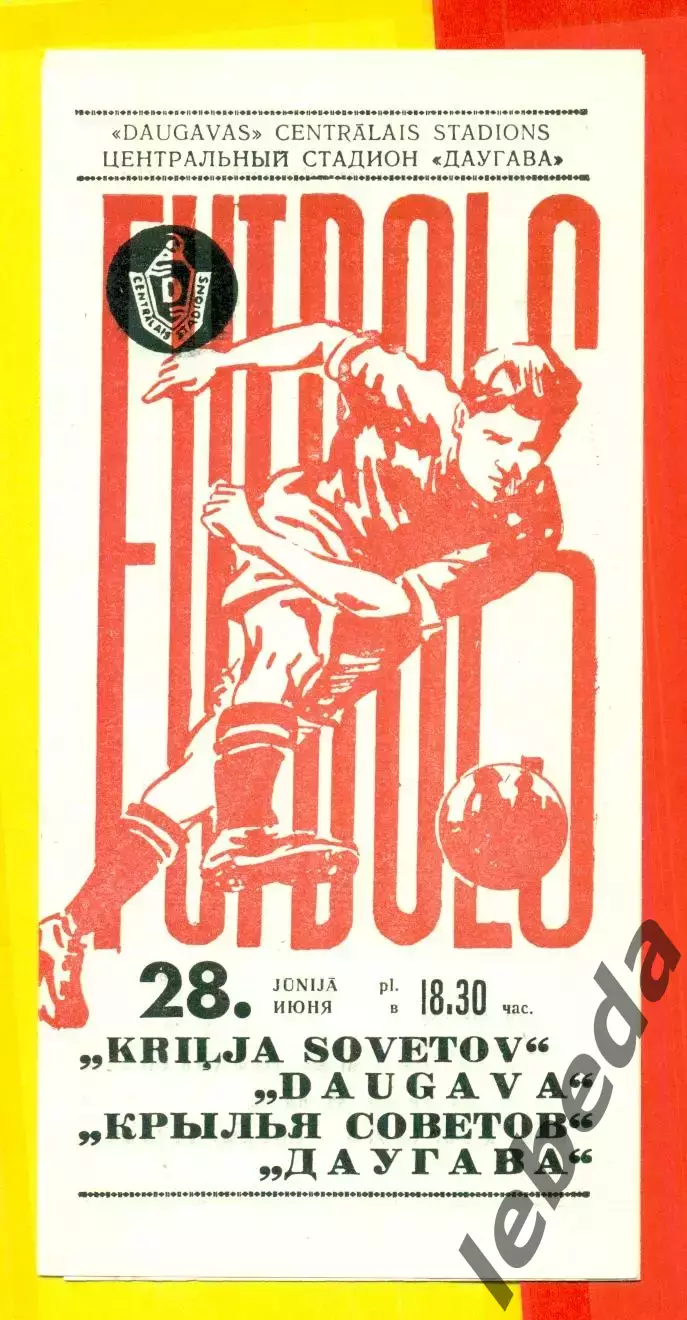 «DAUGAVAS» CENTRĀLAIS STADIONS
ЦЕНТРАЛЬНЫЙ СТАДИОН «ДАУГАВА»
FUTBOLS
D
CENTRĀLAIS STADIONS
FUTBOLS
28. JŪNIJĀ pl. 18.30
ИЮНЯ в час.
„KRIĻJA SOVETOV“
„DAUGAVA“
„КРЫЛЬЯ СОВЕТОВ“
„ДАУГАВА“
lebeda